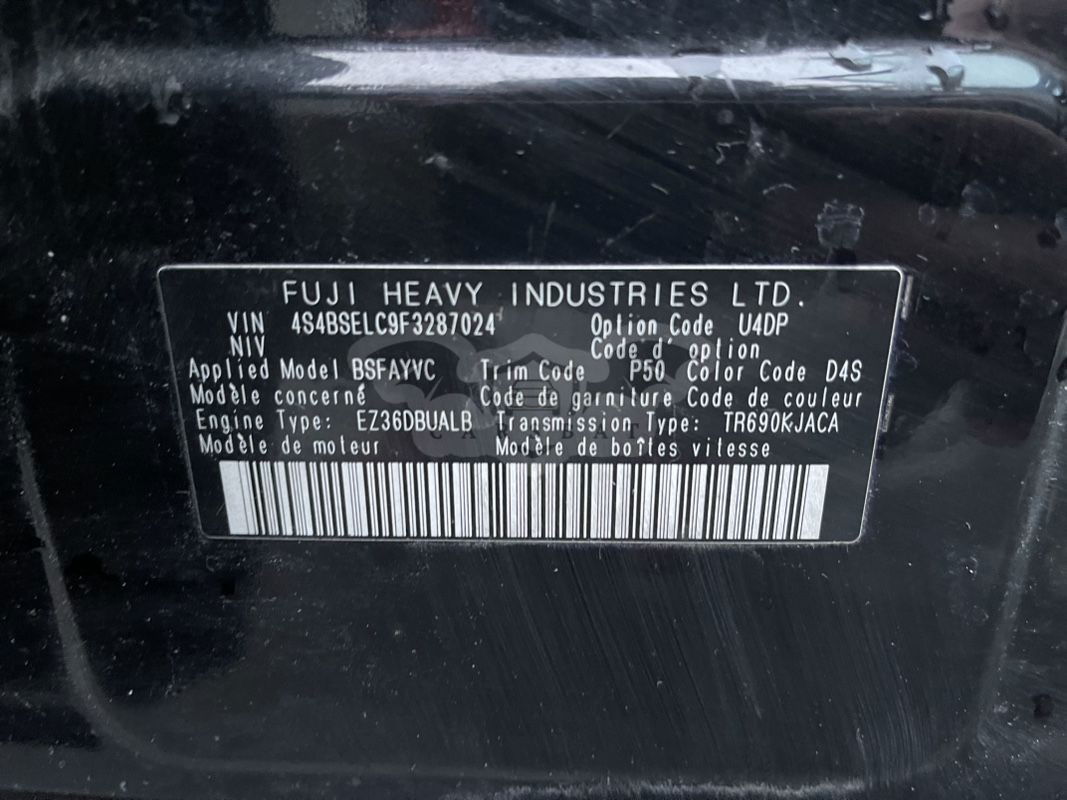 FUJI HEAVY INDUSTRIES LTD.
VIN 4S4BSELC9F3287024 Option Code U4DP
NIV Code d' option
Applied Model BSFAYVC Trim Code P50 Color Code D4S
Modèle concerné Code de garniture Code de couleur
Engine Type: EZ36DBUALB Transmission Type: TR690KJACA
Modèle de moteur Modèle de boîtes vitesse